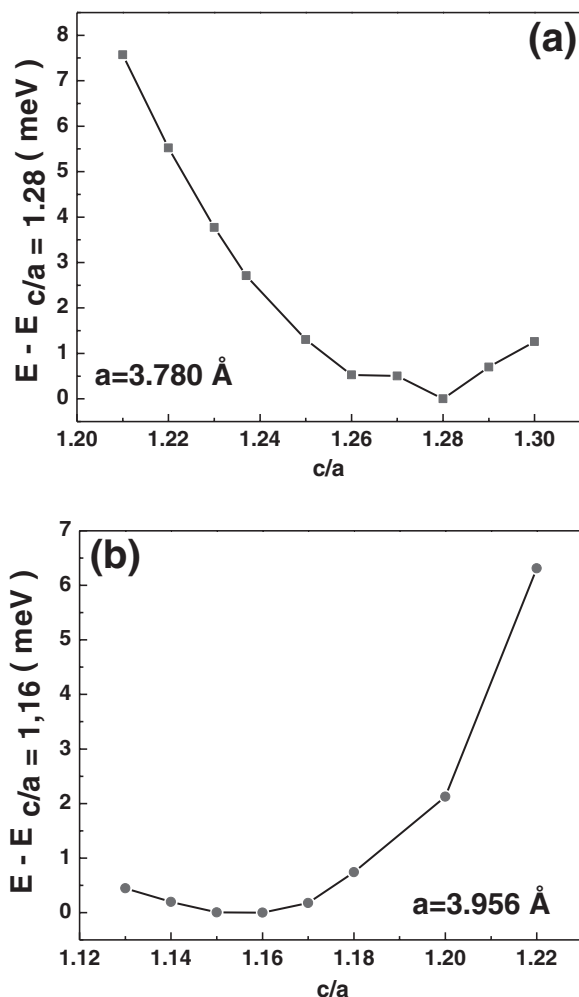 (a)
E - E c/a = 1.28 ( meV )
8
7
6
5
4
3
2
1
0
a=3.780 Å
1.20 1.22 1.24 1.26 1.28 1.30
c/a
(b)
E - E c/a = 1,16 ( meV )
7
6
5
4
3
2
1
0
a=3.956 Å
1.12 1.14 1.16 1.18 1.20 1.22
c/a